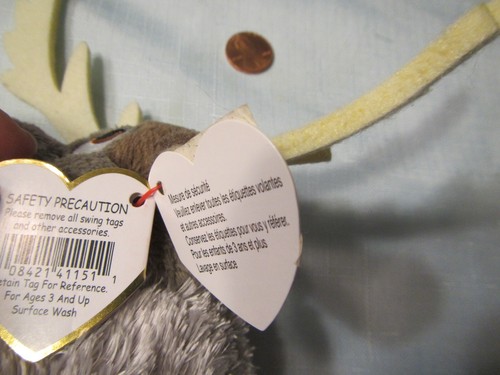 SAFETY PRECAUTION
Please remove all swing tags
and other accessories.
08421 41151 1
etain Tag For Reference.
For Ages 3 And Up
Surface Wash
Mesure de sécurité
Veuillez enlever toutes les étiquettes volantes
et autres accessoires.
Conservez les étiquettes pour vous y référer.
Pour les enfants de 3 ans et plus
Lavage en surface